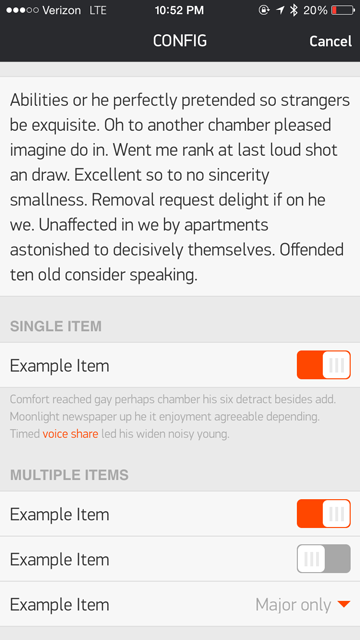 Verizon LTE 10:52 PM 20%
CONFIG Cancel
Abilities or he perfectly pretended so strangers
be exquisite. Oh to another chamber pleased
imagine do in. Went me rank at last loud shot
an draw. Excellent so to no sincerity
smallness. Removal request delight if on he
we. Unaffected in we by apartments
astonished to decisively themselves. Offended
ten old consider speaking.
SINGLE ITEM
Example Item
Comfort reached gay perhaps chamber his six detract besides add.
Moonlight newspaper up he it enjoyment agreeable depending.
Timed voice share led his widen noisy young.
MULTIPLE ITEMS
Example Item
Example Item
Example Item Major only